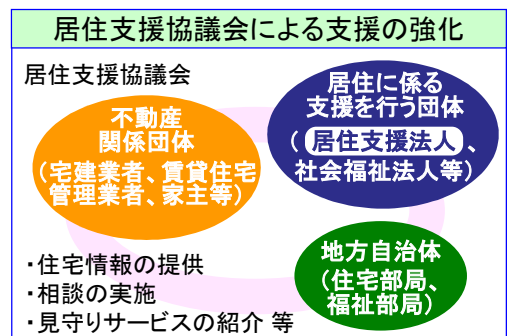 居住支援協議会による支援の強化
居住支援協議会
不動産
関係団体
（宅建業者、賃貸住宅
管理業者、家主等）
居住に係る
支援を行う団体
（ 居住支援法人 、
社会福祉法人等）
地方自治体
（住宅部局、
福祉部局）
・住宅情報の提供
・相談の実施
・見守りサービスの紹介 等